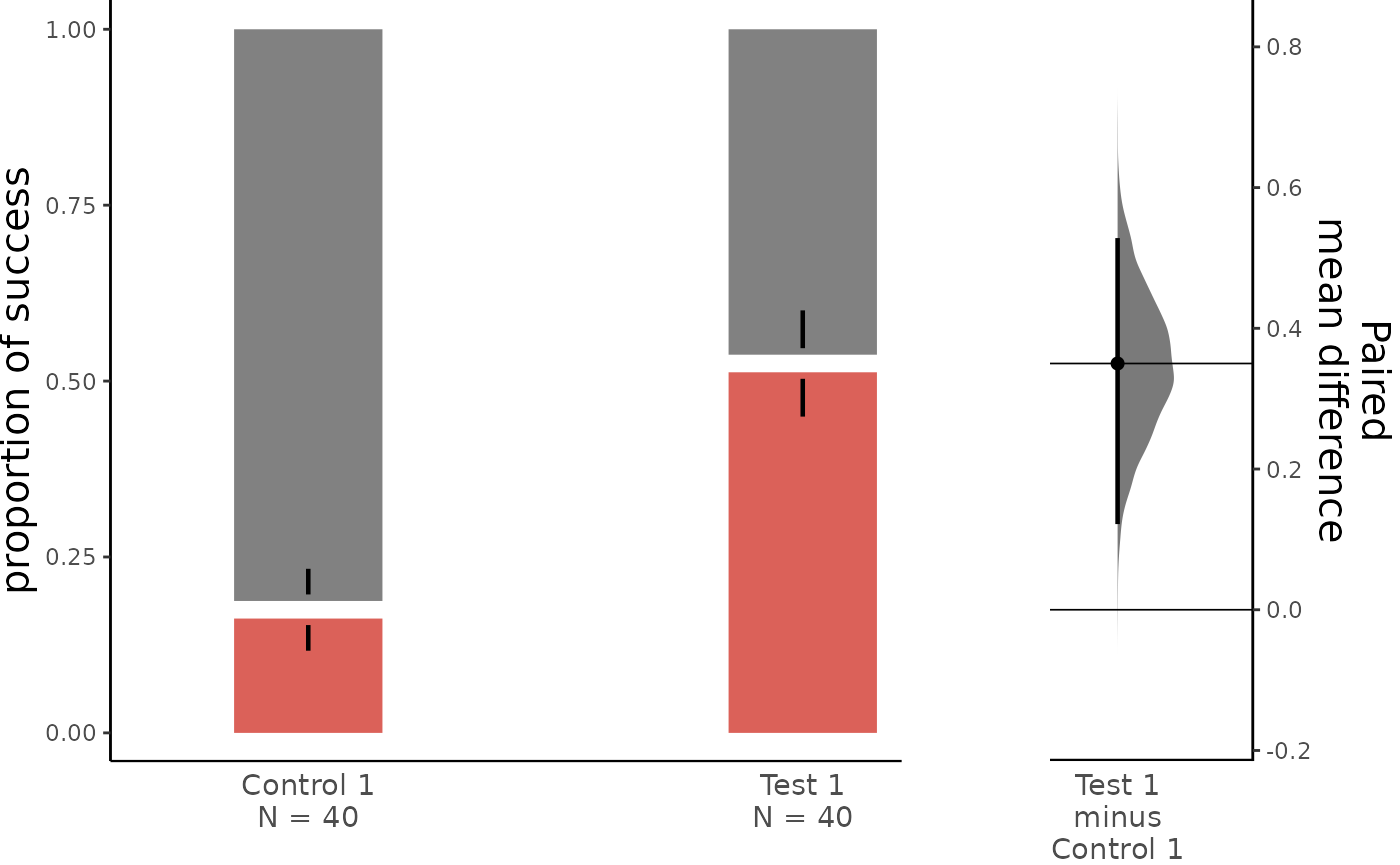 proportion of success
1.00
0.75
0.50
0.25
0.00
Control 1
N = 40
Test 1
N = 40
0.8
0.6
0.4
0.2
0.0
-0.2
Paired
mean difference
Test 1
minus
Control 1